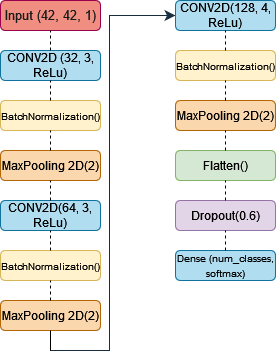 Input (42, 42, 1)
CONV2D (32, 3,
ReLu)
BatchNormalization()
MaxPooling 2D(2)
CONV2D(64, 3,
ReLu)
BatchNormalization()
MaxPooling 2D(2)
CONV2D(128, 4,
ReLu)
BatchNormalization()
MaxPooling 2D(2)
Flatten()
Dropout(0.6)
Dense (num_classes,
softmax)